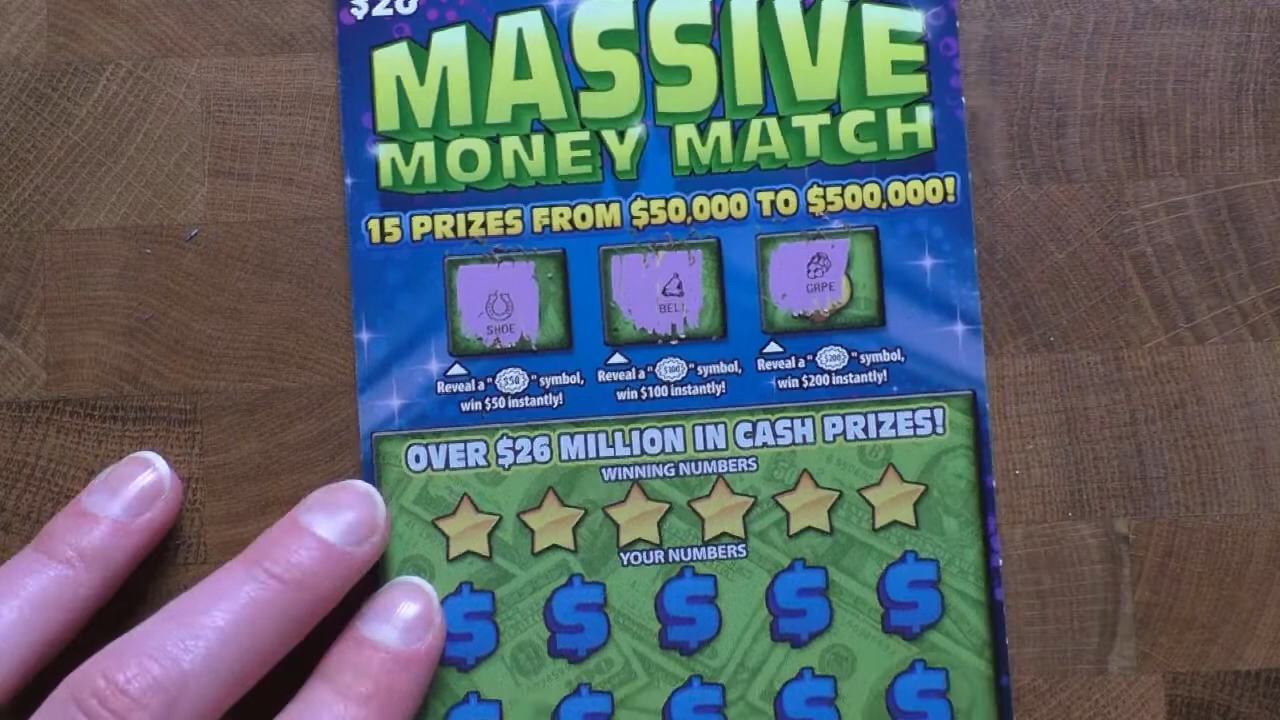 $20
MASSIVE
MONEY MATCH
15 PRIZES FROM $50,000 TO $500,000!
SHOE
BELL
GRPE
Reveal a "$50" symbol,
win $50 instantly!
Reveal a "$100" symbol,
win $100 instantly!
Reveal a "$200" symbol,
win $200 instantly!
OVER $26 MILLION IN CASH PRIZES!
WINNING NUMBERS
YOUR NUMBERS
$ $ $ $ $
$ $ $ $ $